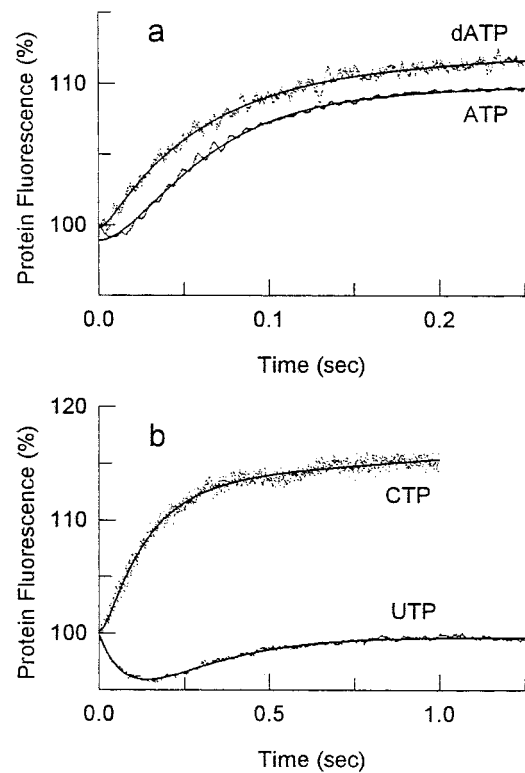 a
dATP
ATP
110
100
Protein Fluorescence (%)
0.0
0.1
0.2
Time (sec)
b
120
110
100
Protein Fluorescence (%)
CTP
UTP
0.0
0.5
1.0
Time (sec)